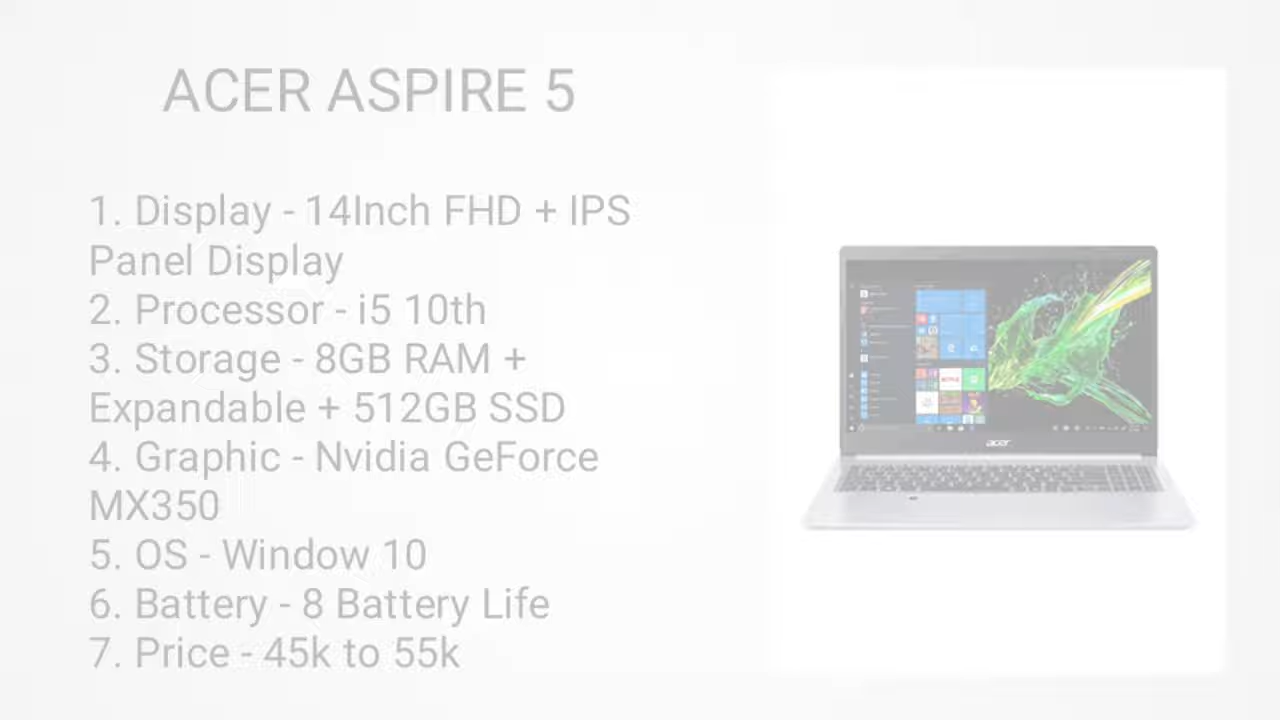 ACER ASPIRE 5
1. Display - 14Inch FHD + IPS
Panel Display
2. Processor - i5 10th
3. Storage - 8GB RAM +
Expandable + 512GB SSD
4. Graphic - Nvidia GeForce
MX350
5. OS - Window 10
6. Battery - 8 Battery Life
7. Price - 45k to 55k
NETFLIX
acer